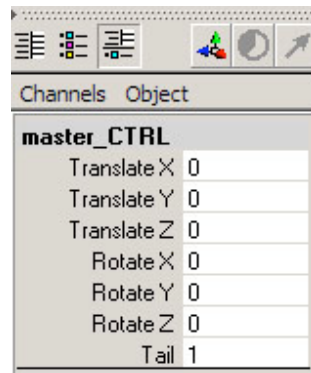 Channels Object
master_CTRL
Translate X 0
Translate Y 0
Translate Z 0
Rotate X 0
Rotate Y 0
Rotate Z 0
Tail 1